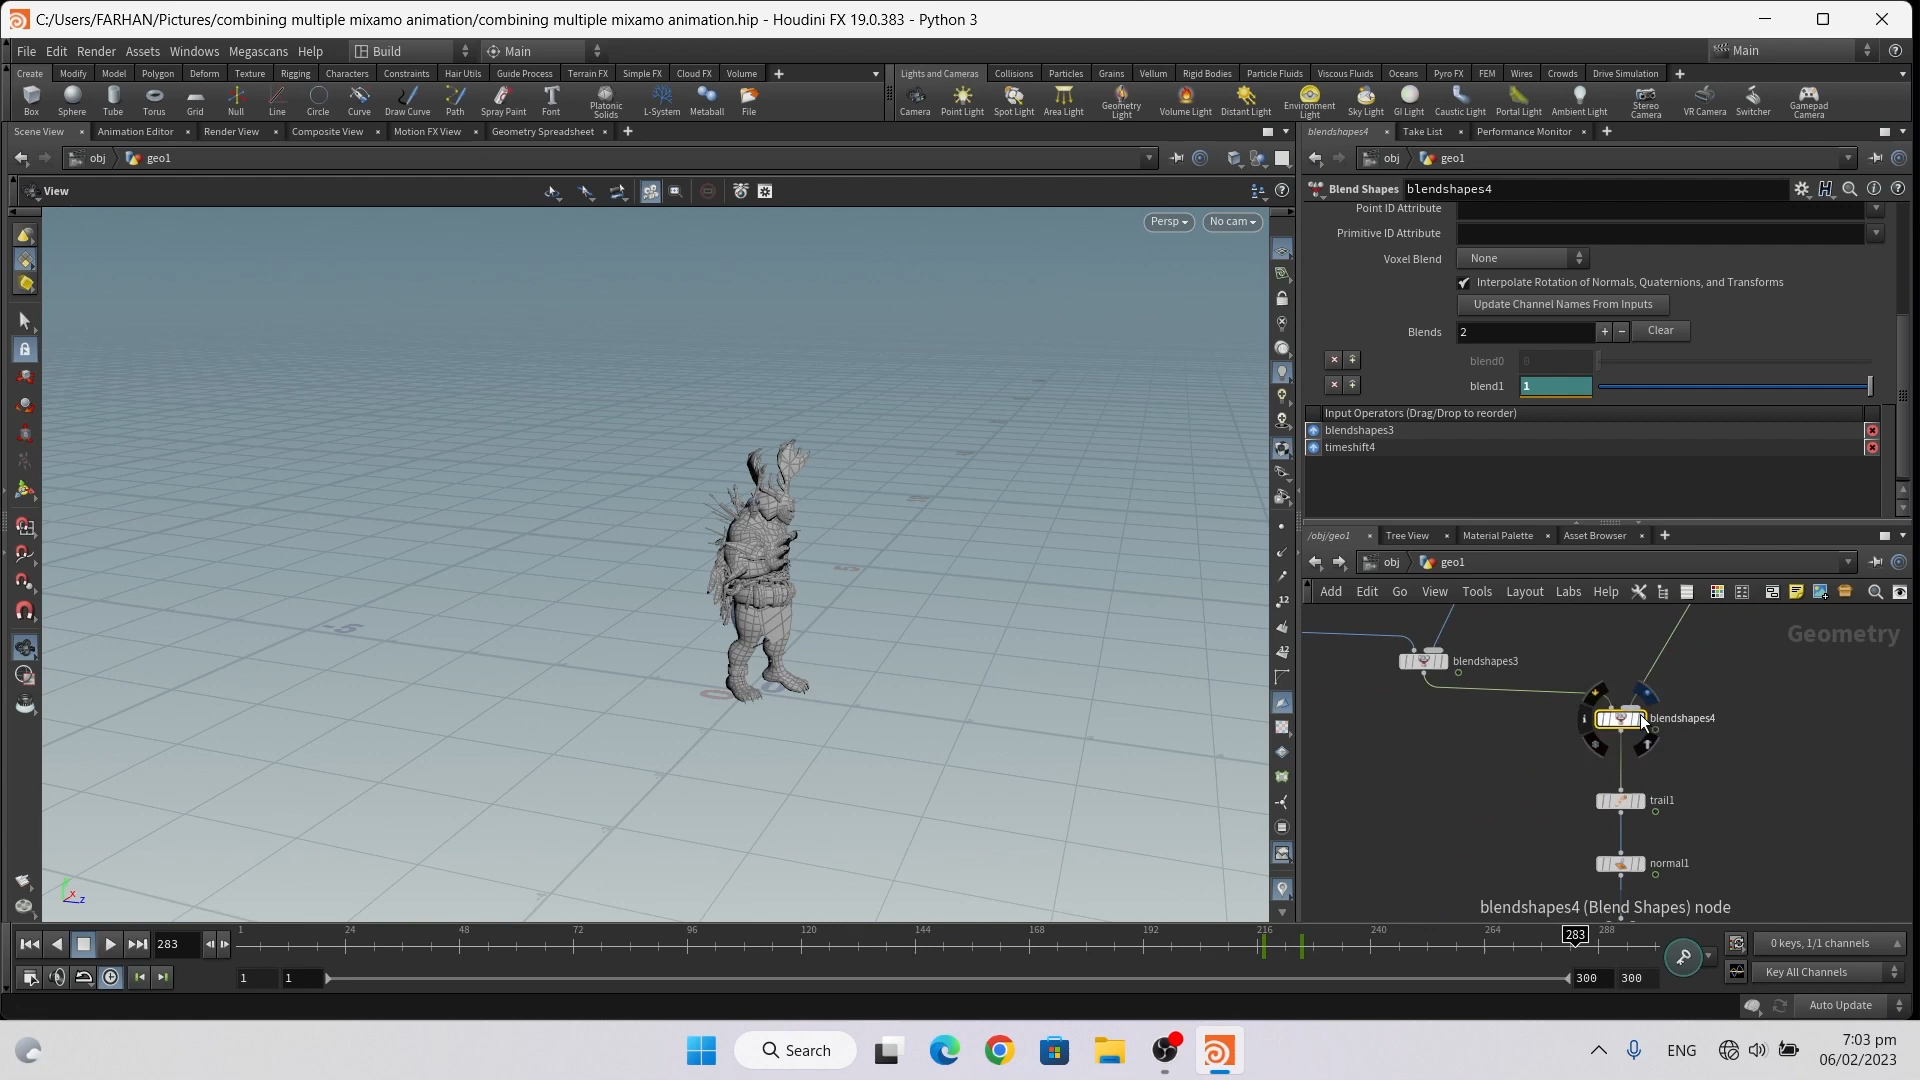 C:/Users/FARHAN/Pictures/combining multiple mixamo animation/combining multiple mixamo animation.hip - Houdini FX 19.0.383 - Python 3
File Edit Render Assets Windows Megascans Help Build Main Main
Create Modify Model Polygon Deform Texture Rigging Characters Constraints Hair Utils Guide Process Terrain FX Simple FX Cloud FX Volume
Lights and Cameras Collisions Particles Grains Vellum Rigid Bodies Particle Fluids Viscous Fluids Oceans Pyro FX FEM Wires Crowds Drive Simulation
Box Sphere Tube Torus Grid Null Line Circle Curve Draw Curve Path Spray Paint Font Platonic Solids L-System Metaball File
Camera Point Light Spot Light Area Light Geometry Light Volume Light Distant Light Environment Light Sky Light GI Light Caustic Light Portal Light Ambient Light Stereo Camera VR Camera Switcher Gamepad Camera
Scene View Animation Editor Render View Composite View Motion FX View Geometry Spreadsheet
blendshapes4 Take List Performance Monitor
obj geo1
obj geo1
View
Blend Shapes blendshapes4
Persp No cam
Point ID Attribute
Primitive ID Attribute
Voxel Blend None
Interpolate Rotation of Normals, Quaternions, and Transforms
Update Channel Names From Inputs
Blends 2 Clear
blend0 0
blend1 1
Input Operators (Drag/Drop to reorder)
blendshapes3
timeshift4
/obj/geo1 Tree View Material Palette Asset Browser
obj geo1
Add Edit Go View Tools Layout Labs Help
Geometry
blendshapes3
blendshapes4
trail1
normal1
blendshapes4 (Blend Shapes) node
-5
0
5
z
x
283
1 24 48 72 96 120 144 168 192 216 240 264 283 288
0 keys, 1/1 channels
1 1 300 300
Key All Channels
Auto Update
Search
ENG
7:03 pm
06/02/2023